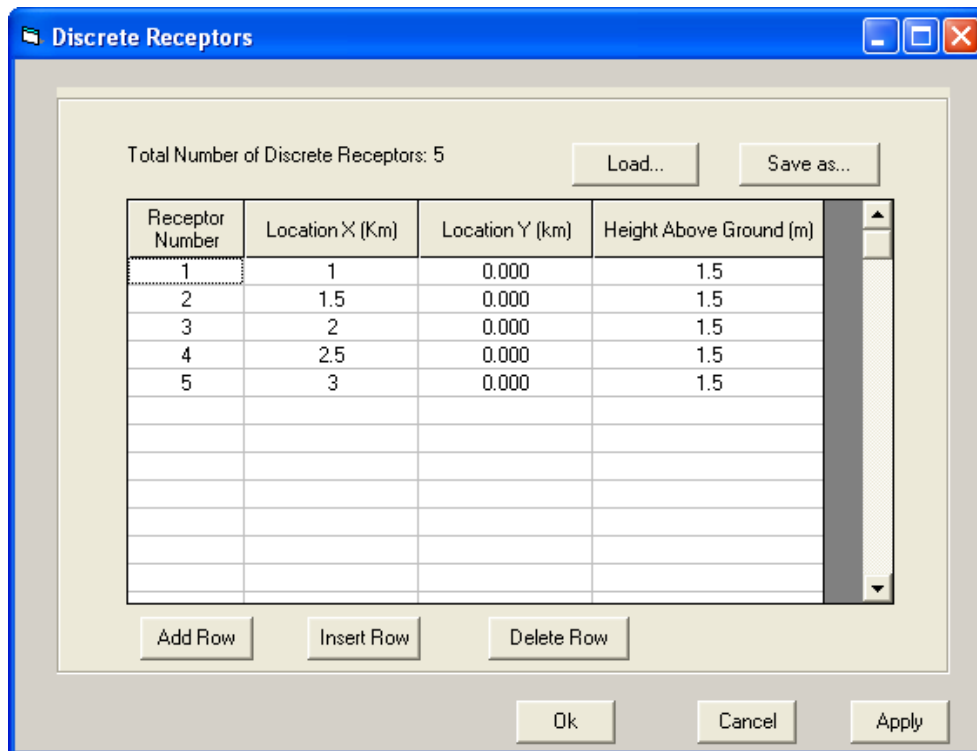 Discrete Receptors
Total Number of Discrete Receptors: 5
Load...
Save as...
Receptor Number Location X (Km) Location Y (km) Height Above Ground (m)
1 1 0.000 1.5
2 1.5 0.000 1.5
3 2 0.000 1.5
4 2.5 0.000 1.5
5 3 0.000 1.5
Add Row Insert Row Delete Row
Ok Cancel Apply